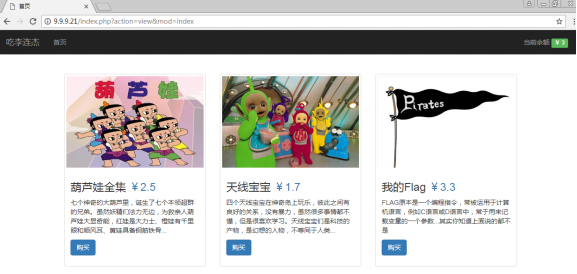 首页
9.9.9.21/index.php?action=view&mod=index
吃李连杰 首页 当前余额 ¥ 3
葫芦娃
Pirates
葫芦娃全集 ¥ 2.5
七个神奇的大葫芦里，诞生了七个本领超群
的兄弟。虽然妖精幻法力无边，为救亲人葫
芦娃大显奇能，红娃是大力士、橙娃有千里
眼和顺风耳、黄娃具备铜筋铁骨...
购买
天线宝宝 ¥ 1.7
四个天线宝宝在神奇岛上玩乐，彼此之间有
良好的关系，没有暴力，虽然很多事情都不
懂，但是很喜欢学习。天线宝宝们是科技的
产物，是幻想的人物，不等同于人类...
购买
我的Flag ¥ 3.3
FLAG原本是一个编程指令，常被运用于计算
机语言，例如C语言或D语言中，常于用来记
载变量的一个参数...其实你知道上面说的都不
是
购买